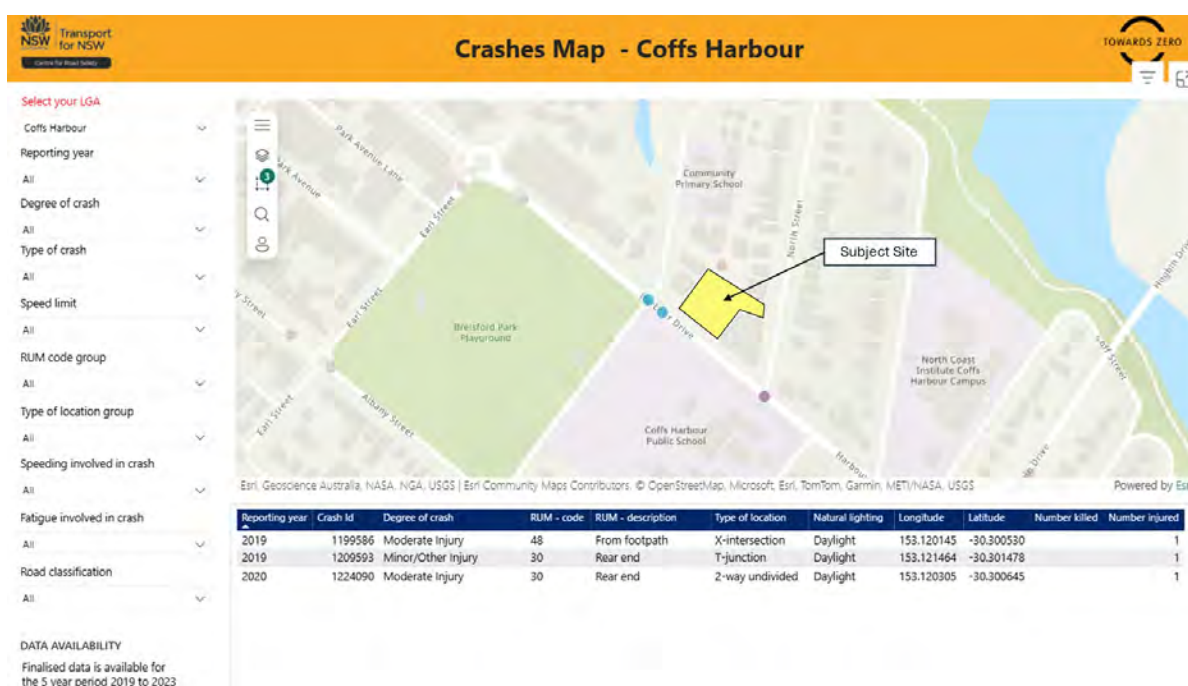 NSW
Transport
for NSW
Centre for Road Safety
Crashes Map - Coffs Harbour
TOWARDS ZERO
Select your LGA
Coffs Harbour
Reporting year
All
Degree of crash
All
Type of crash
All
Speed limit
All
RUM code group
All
Type of location group
All
Speeding involved in crash
All
Fatigue involved in crash
All
Road classification
All
DATA AVAILABILITY
Finalised data is available for
the 5 year period 2019 to 2023
3
Park Avenue Lane
Park Avenue
Earl Street
Community
Primary School
North Street
Subject Site
Earl Street
Brelsford Park
Playground
Drive
Earl Street
Albany Street
Coffs Harbour
Public School
North Coast
Institute Coffs
Harbour Campus
Street
Harbour
Esri, Geoscience Australia, NASA, NGA, USGS | Esri Community Maps Contributors, © OpenStreetMap, Microsoft, Esri, TomTom, Garmin, METI/NASA, USGS
Powered by Esri
Reporting year Crash Id Degree of crash RUM - code RUM - description Type of location Natural lighting Longitude Latitude Number killed Number injured
2019 1199586 Moderate Injury 48 From footpath X-intersection Daylight 153.120145 -30.300530 1
2019 1209593 Minor/Other Injury 30 Rear end T-junction Daylight 153.121464 -30.301478 1
2020 1224090 Moderate Injury 30 Rear end 2-way undivided Daylight 153.120305 -30.300645 1